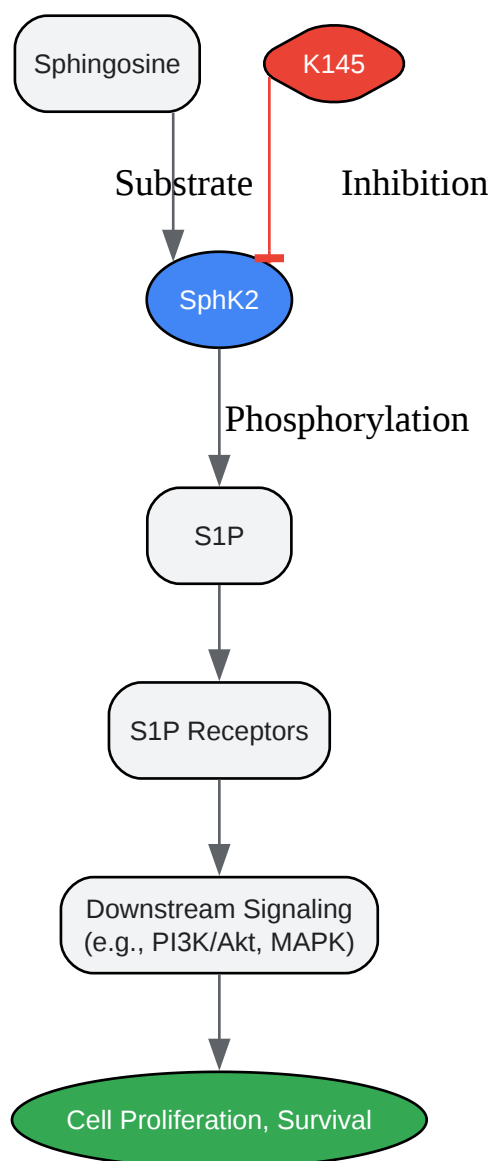 Sphingosine
K145
Substrate
Inhibition
SphK2
Phosphorylation
S1P
S1P Receptors
Downstream Signaling
(e.g., PI3K/Akt, MAPK)
Cell Proliferation, Survival